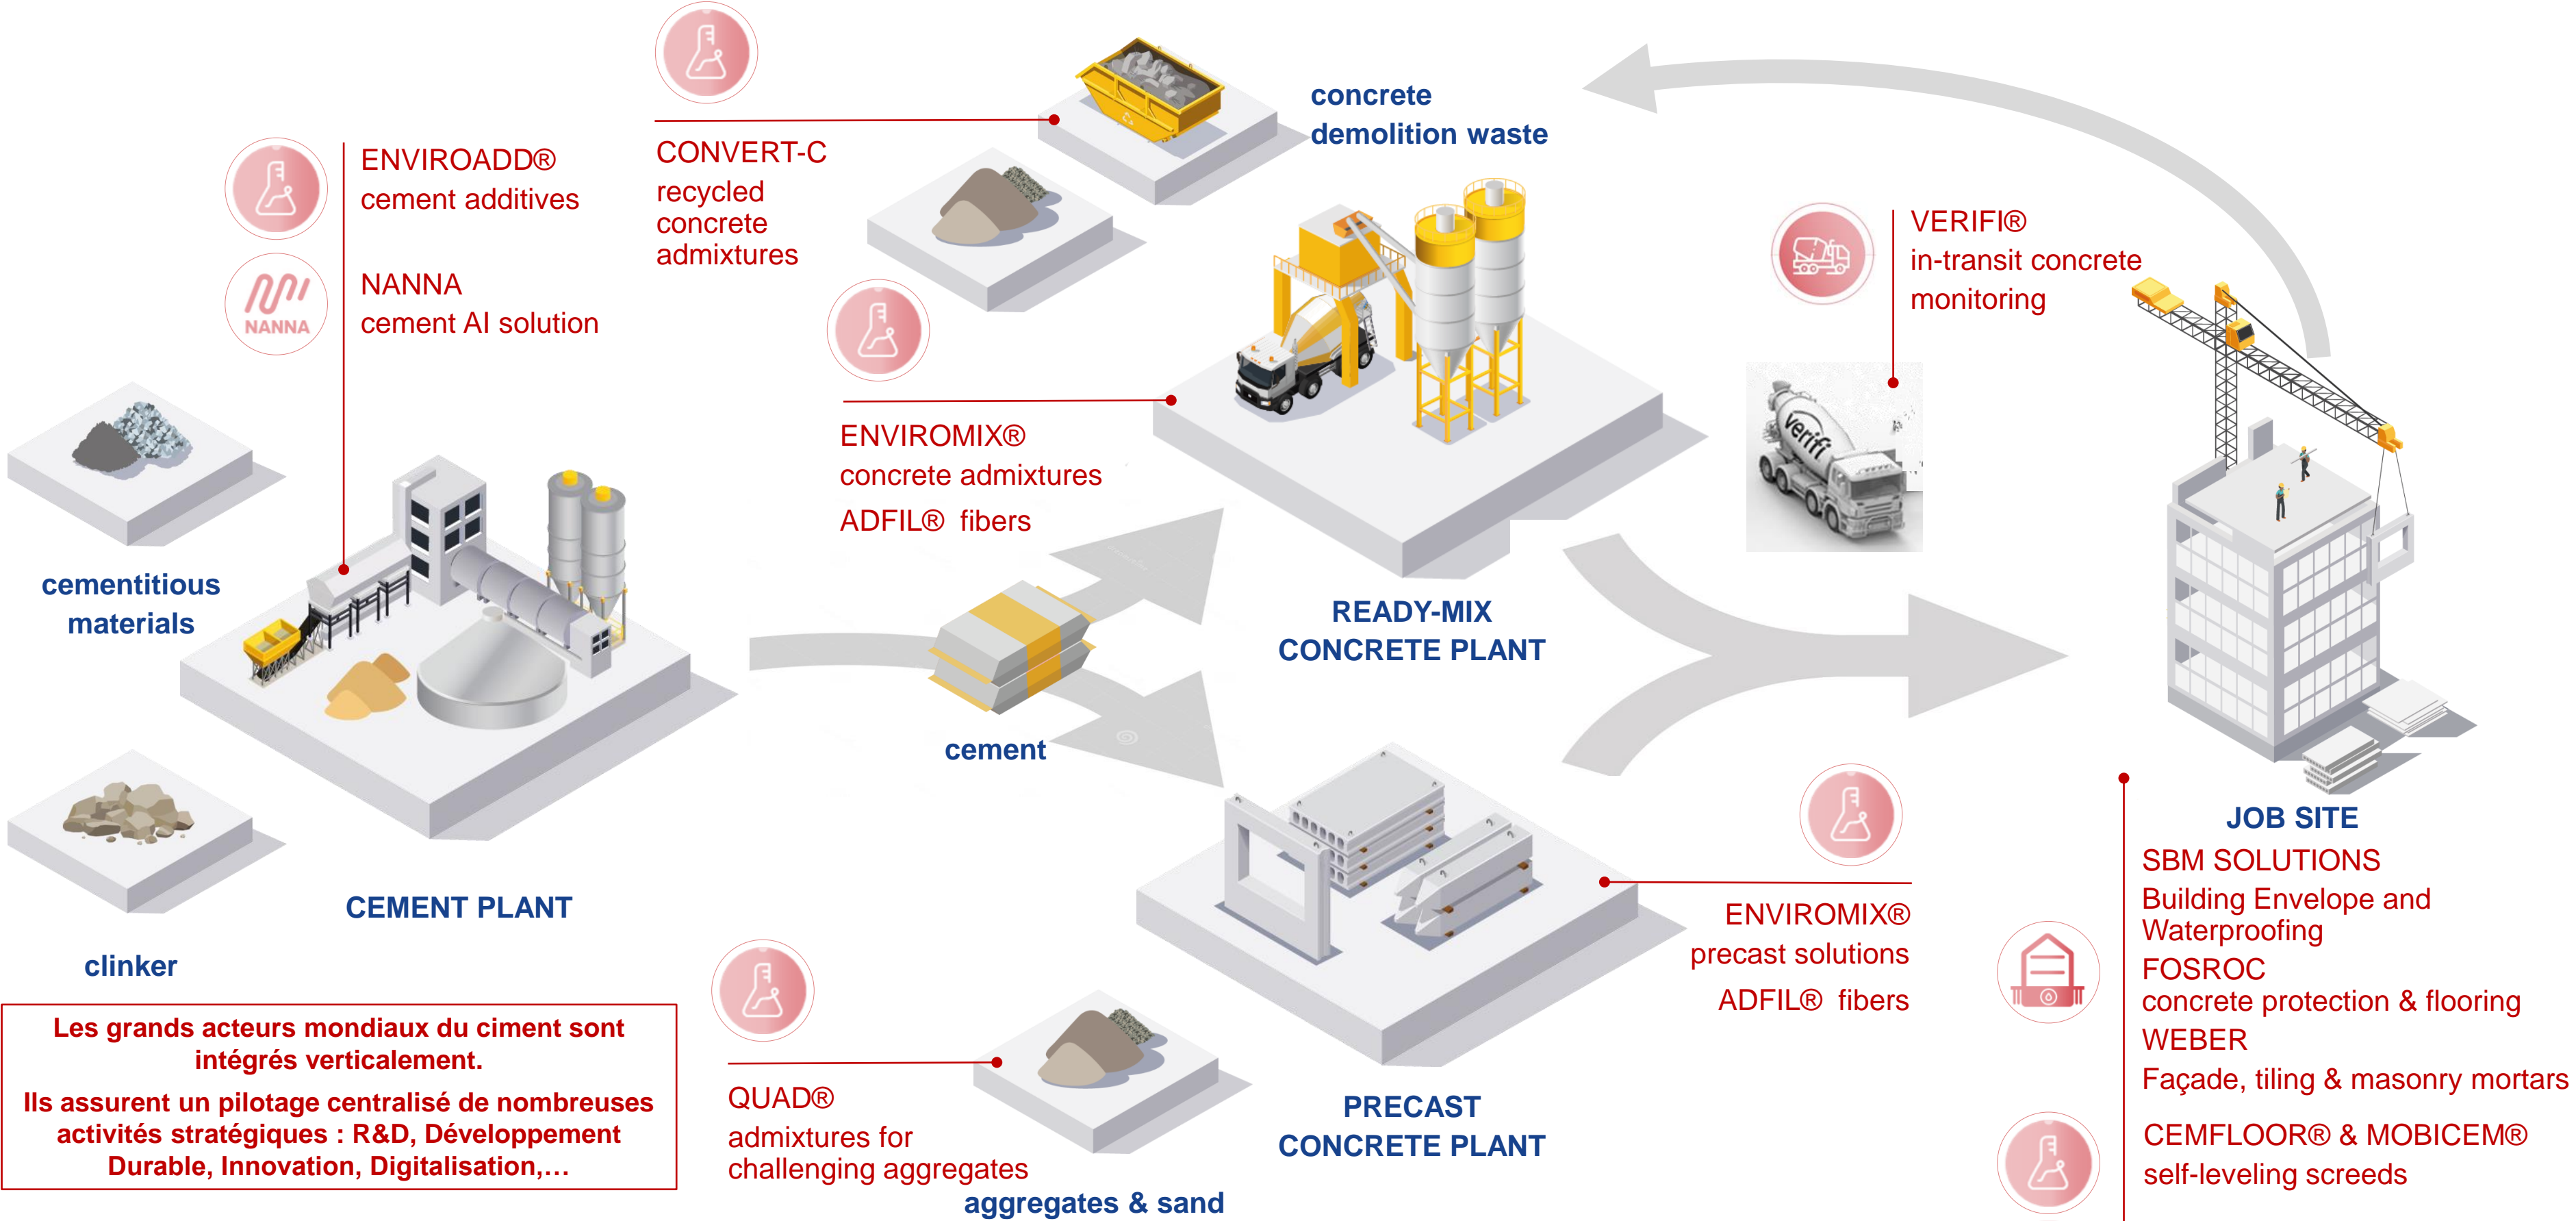 concrete
demolition waste
ENVIROADD®
cement additives
NANNA
NANNA
cement AI solution
CONVERT-C
recycled
concrete
admixtures
VERIFI®
in-transit concrete
monitoring
verifi
ENVIROMIX®
concrete admixtures
ADFIL® fibers
cementitious
materials
READY-MIX
CONCRETE PLANT
cement
CEMENT PLANT
clinker
JOB SITE
SBM SOLUTIONS
Building Envelope and
Waterproofing
FOSROC
concrete protection & flooring
WEBER
Façade, tiling & masonry mortars
CEMFLOOR® & MOBICEM®
self-leveling screeds
ENVIROMIX®
precast solutions
ADFIL® fibers
Les grands acteurs mondiaux du ciment sont
intégrés verticalement.
Ils assurent un pilotage centralisé de nombreuses
activités stratégiques : R&D, Développement
Durable, Innovation, Digitalisation,…
QUAD®
admixtures for
challenging aggregates
aggregates & sand
PRECAST
CONCRETE PLANT